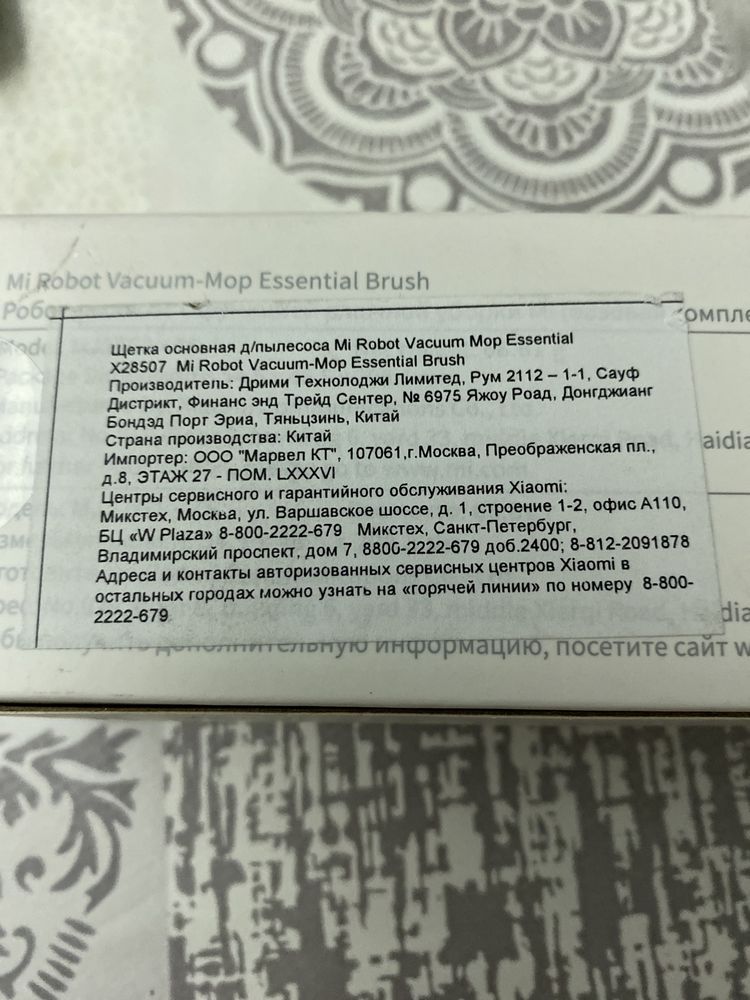 Mi Robot Vacuum-Mop Essential Brush
Щетка основная д/пылесоса Mi Robot Vacuum Mop Essential
X28507 Mi Robot Vacuum-Mop Essential Brush
Производитель: Дрими Технолоджи Лимитед, Рум 2112 – 1-1, Сауф
Дистрикт, Финанс энд Трейд Сентер, № 6975 Яжоу Роад, Донгджианг
Бондэд Порт Эриа, Тяньцзинь, Китай
Страна производства: Китай
Импортер: ООО "Марвел КТ", 107061,г.Москва, Преображенская пл.,
д.8, ЭТАЖ 27 - ПОМ. LXXXVI
Центры сервисного и гарантийного обслуживания Xiaomi:
Микстех, Москва, ул. Варшавское шоссе, д. 1, строение 1-2, офис А110,
БЦ «W Plaza» 8-800-2222-679 Микстех, Санкт-Петербург,
Владимирский проспект, дом 7, 8800-2222-679 доб.2400; 8-812-2091878
Адреса и контакты авторизованных сервисных центров Xiaomi в
остальных городах можно узнать на «горячей линии» по номеру 8-800-
2222-679
дополнительную информацию, посетите сайт